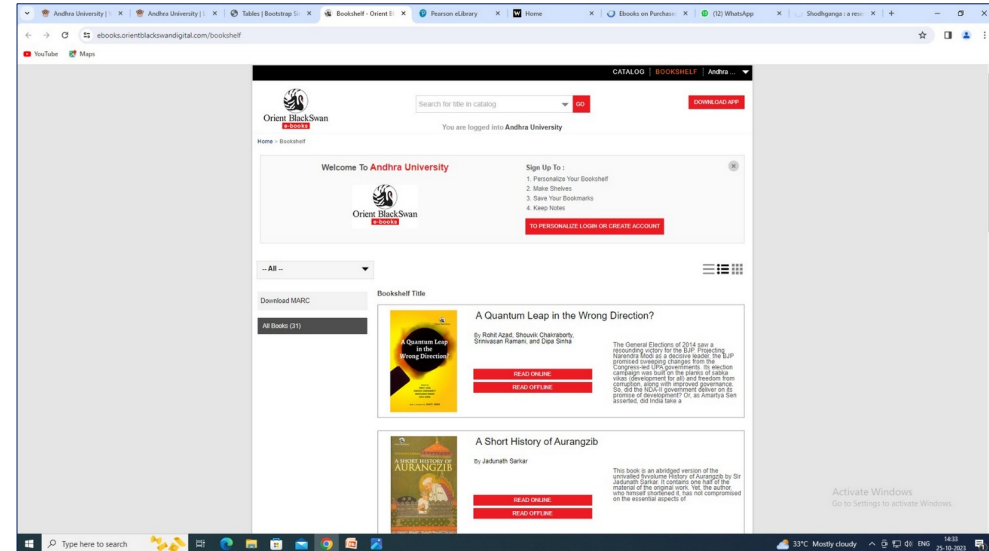 Andhra University | V
Andhra University | L
Tables | Bootstrap St
Bookshelf - Orient Bl
Pearson eLibrary
Home
Ebooks on Purchase
(12) WhatsApp
Shodhganga : a rese
ebooks.orientblackswandigital.com/bookshelf
YouTube Maps
CATALOG | BOOKSHELF | Andhra ...
Orient BlackSwan
e-books
Search for title in catalog
GO
DOWNLOAD APP
You are logged into Andhra University
Home > Bookshelf
Welcome To Andhra University
Orient BlackSwan
e-books
Sign Up To :
1. Personalize Your Bookshelf
2. Make Shelves
3. Save Your Bookmarks
4. Keep Notes
TO PERSONALIZE LOGIN OR CREATE ACCOUNT
-- All --
Download MARC
All Books (31)
Bookshelf Title
A Quantum Leap
in the
Wrong Direction?
A Quantum Leap in the Wrong Direction?
By Rohit Azad, Shouvik Chakraborty,
Srinivasan Ramani, and Dipa Sinha
READ ONLINE
READ OFFLINE
The General Elections of 2014 saw a
resounding victory for the BJP. Projecting
Narendra Modi as a decisive leader, the BJP
promised sweeping changes from the
Congress-led UPA governments. Its election
campaign was built on the planks of sabka
vikas (development for all) and freedom from
corruption, along with improved governance.
So, did the NDA-II government deliver on its
promise of development? Or, as Amartya Sen
asserted, did India take a
A SHORT HISTORY OF
AURANGZIB
A Short History of Aurangzib
By Jadunath Sarkar
READ ONLINE
READ OFFLINE
This book is an abridged version of the
unrivalled fivevolume History of Aurangzib by Sir
Jadunath Sarkar. It contains one half of the
material of the original work. Yet, the author,
who himself shortened it, has not compromised
on the essential aspects of
Activate Windows
Go to Settings to activate Windows.
Type here to search
33°C Mostly cloudy
ENG
14:33
25-10-2023